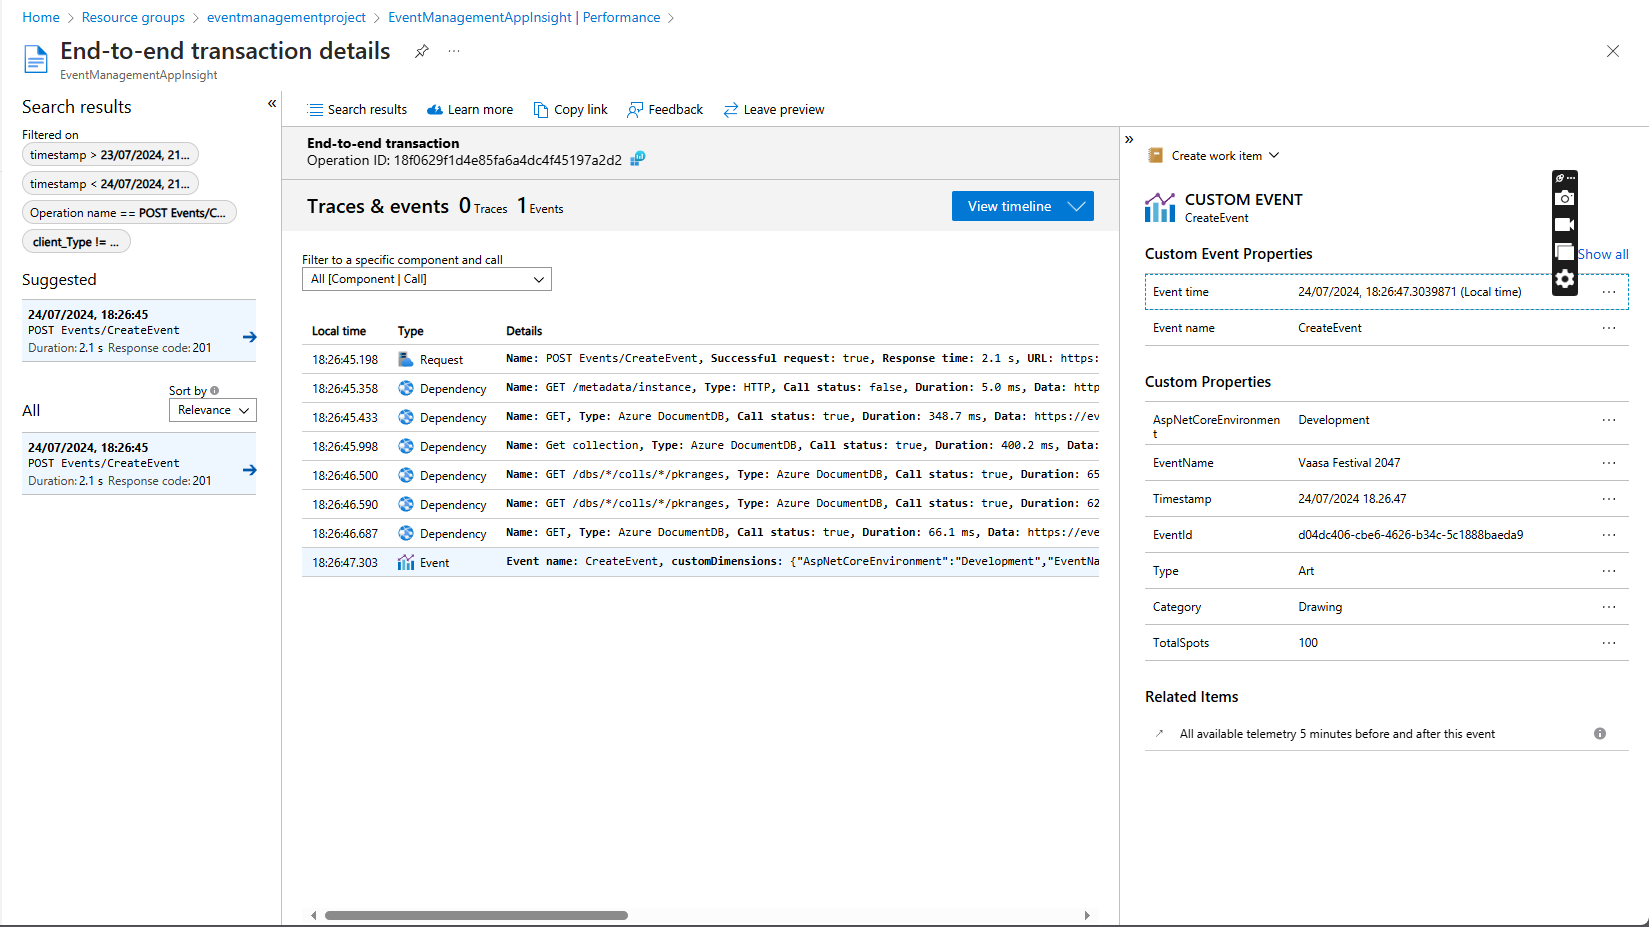 Home > Resource groups > eventmanagementproject > EventManagementAppInsight | Performance >
End-to-end transaction details
...
EventManagementAppInsight
Search results
«
Filtered on
timestamp > 23/07/2024, 21...
timestamp < 24/07/2024, 21...
Operation name == POST Events/C...
client_Type != ...
Suggested
24/07/2024, 18:26:45
POST Events/CreateEvent
Duration: 2.1 s Response code: 201
Sort by
All
Relevance
24/07/2024, 18:26:45
POST Events/CreateEvent
Duration: 2.1 s Response code: 201
Search results
Learn more
Copy link
Feedback
Leave preview
End-to-end transaction
Operation ID: 18f0629f1d4e85fa6a4dc4f45197a2d2
Traces & events 0 Traces 1 Events
View timeline
Filter to a specific component and call
All [Component | Call]
Local time Type Details
18:26:45.198 Request Name: POST Events/CreateEvent, Successful request: true, Response time: 2.1 s, URL: https:
18:26:45.358 Dependency Name: GET /metadata/instance, Type: HTTP, Call status: false, Duration: 5.0 ms, Data: http
18:26:45.433 Dependency Name: GET, Type: Azure DocumentDB, Call status: true, Duration: 348.7 ms, Data: https://ev
18:26:45.998 Dependency Name: Get collection, Type: Azure DocumentDB, Call status: true, Duration: 400.2 ms, Data:
18:26:46.500 Dependency Name: GET /dbs/*/colls/*/pkranges, Type: Azure DocumentDB, Call status: true, Duration: 65
18:26:46.590 Dependency Name: GET /dbs/*/colls/*/pkranges, Type: Azure DocumentDB, Call status: true, Duration: 62
18:26:46.687 Dependency Name: GET, Type: Azure DocumentDB, Call status: true, Duration: 66.1 ms, Data: https://eve
18:26:47.303 Event Event name: CreateEvent, customDimensions: {"AspNetCoreEnvironment":"Development","EventNa
»
Create work item
CUSTOM EVENT
CreateEvent
Custom Event Properties
Show all
Event time 24/07/2024, 18:26:47.3039871 (Local time) ...
Event name CreateEvent ...
Custom Properties
AspNetCoreEnvironmen Development ...
t
EventName Vaasa Festival 2047 ...
Timestamp 24/07/2024 18.26.47 ...
EventId d04dc406-cbe6-4626-b34c-5c1888baeda9 ...
Type Art ...
Category Drawing ...
TotalSpots 100 ...
Related Items
All available telemetry 5 minutes before and after this event